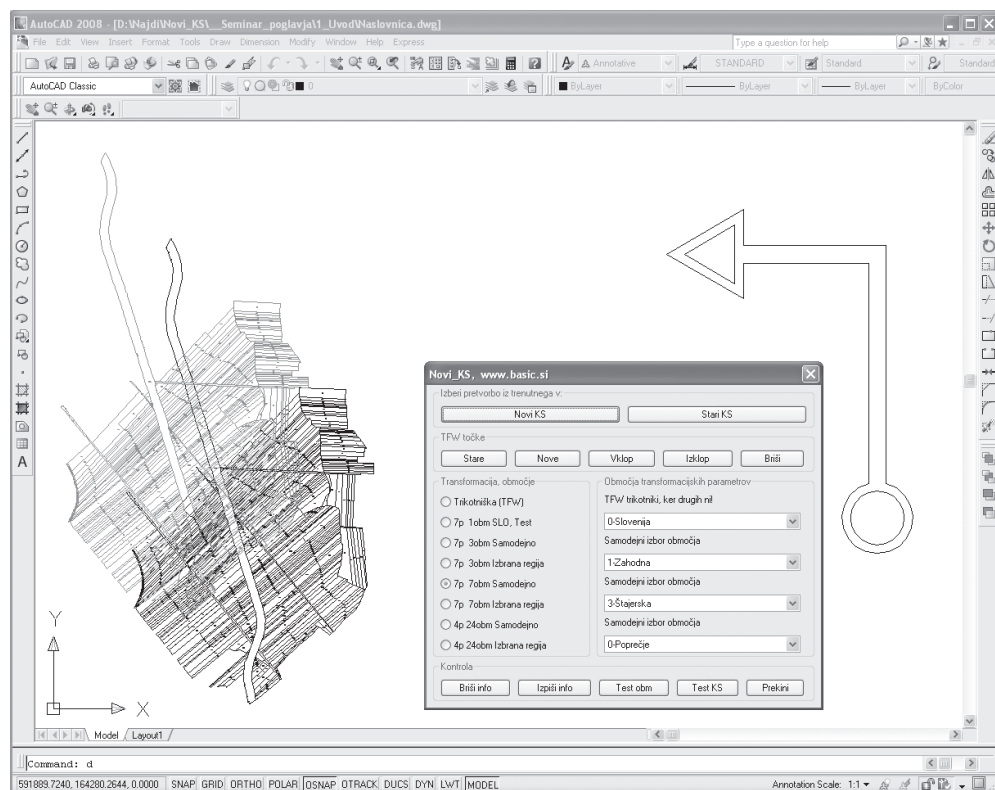 AutoCAD 2008 - [D:\Najdi\Novi_KS\__Seminar_poglavja\1_Uvod\Naslovnica.dwg]
File Edit View Insert Format Tools Draw Dimension Modify Window Help Express
Type a question for help
Annotative STANDARD Standard Standard
AutoCAD Classic 0 ByLayer ByLayer ByLayer ByColor
Novi_KS, www.basic.si
Izberi pretvorbo iz trenutnega v:
Novi KS Stari KS
TFW točke
Stare Nove Vklop Izklop Briši
Transformacija, območje
Trikotniška (TFW)
7p 1obm SLO, Test
7p 3obm Samodejno
7p 3obm Izbrana regija
7p 7obm Samodejno
7p 7obm Izbrana regija
4p 24obm Samodejno
4p 24obm Izbrana regija
Območja transformacijskih parametrov
TFW trikotniki, ker drugih ni!
0-Slovenija
Samodejni izbor območja
1-Zahodna
Samodejni izbor območja
3-Štajerska
Samodejni izbor območja
0-Poprečje
Kontrola
Briši info Izpiši info Test obm Test KS Prekini
Y
X
Model Layout1
Command: d
591889.7240, 164280.2644, 0.0000 SNAP GRID ORTHO POLAR OSNAP OTRACK DUCS DYN LWT MODEL Annotation Scale: 1:1